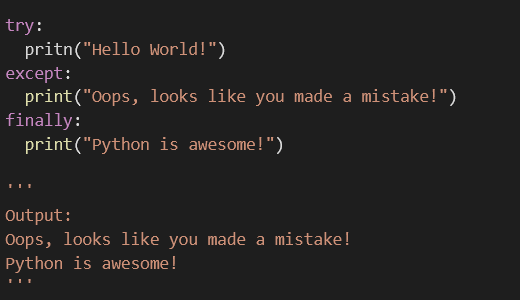 try:
  pritn("Hello World!")
except:
  print("Oops, looks like you made a mistake!")
finally:
  print("Python is awesome!")

'''
Output:
Oops, looks like you made a mistake!
Python is awesome!
'''